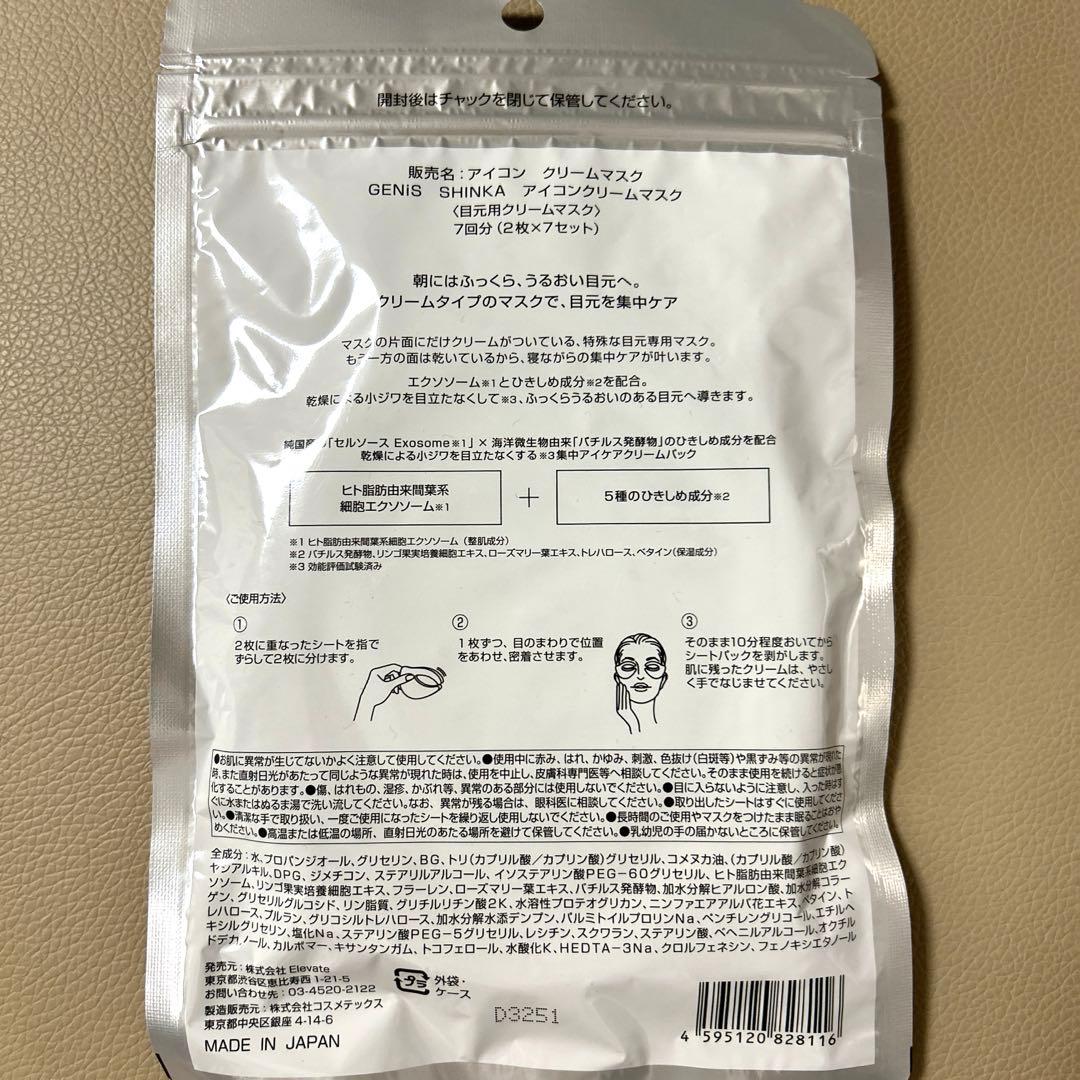 開封後はチャックを閉じて保管してください。
販売名：アイコン　クリームマスク
GENiS　SHINKA　アイコンクリームマスク
〈目元用クリームマスク〉
7回分（2枚×7セット）
朝にはふっくら、うるおい目元へ。
クリームタイプのマスクで、目元を集中ケア
マスクの片面にだけクリームがついている、特殊な目元専用マスク。
もう一方の面は乾いているから、寝ながらの集中ケアが叶います。
エクソソーム※1とひきしめ成分※2を配合。
乾燥による小ジワを目立たなくして※3、ふっくらうるおいのある目元へ導きます。
純国産の「セルソース Exosome※1」× 海洋微生物由来「バチルス発酵物」のひきしめ成分を配合
乾燥による小ジワを目立たなくする※3集中アイケアクリームパック
ヒト脂肪由来間葉系
細胞エクソソーム※1
＋
5種のひきしめ成分※2
※1 ヒト脂肪由来間葉系細胞エクソソーム（整肌成分）
※2 バチルス発酵物、リンゴ果実培養細胞エキス、ローズマリー葉エキス、トレハロース、ベタイン（保湿成分）
※3 効能評価試験済み
〈ご使用方法〉
①
2枚に重なったシートを指で
ずらして2枚に分けます。
②
1枚ずつ、目のまわりで位置
をあわせ、密着させます。
③
そのまま10分程度おいてから
シートパックを剥がします。
肌に残ったクリームは、やさし
く手でなじませてください。
●お肌に異常が生じてないかよく注意して使用してください。●使用中に赤み、はれ、かゆみ、刺激、色抜け（白斑等）や黒ずみ等の異常が現れた
時、また直射日光があたって同じような異常が現れた時は、使用を中止し、皮膚科専門医等へ相談してください。そのまま使用を続けると症状が悪
化することがあります。●傷、はれもの、湿疹、かぶれ等、異常のある部分には使用しないでください。●目に入らないように注意し、入った時はす
ぐに水またはぬるま湯で洗い流してください。なお、異常が残る場合は、眼科医に相談してください。●取り出したシートはすぐに使用してくださ
い。●清潔な手で取り扱い、一度ご使用になったシートを繰り返し使用しないでください。●長時間のご使用やマスクをつけたまま眠ることはおや
めください。●高温または低温の場所、直射日光のあたる場所を避けて保管してください。●乳幼児の手の届かないところに保管してください。
全成分：水、プロパンジオール、グリセリン、BG、トリ（カプリル酸／カプリン酸）グリセリル、コメヌカ油、（カプリル酸／カプリン酸）
ヤシアルキル、DPG、ジメチコン、ステアリルアルコール、イソステアリン酸PEG-60グリセリル、ヒト脂肪由来間葉系細胞エク
ソソーム、リンゴ果実培養細胞エキス、フラーレン、ローズマリー葉エキス、バチルス発酵物、加水分解ヒアルロン酸、加水分解コラー
ゲン、グリセリルグルコシド、リン脂質、グリチルリチン酸2K、水溶性プロテオグリカン、ニンファエアアルバ花エキス、ベタイン、ト
レハロース、プルラン、グリコシルトレハロース、加水分解水添デンプン、パルミトイルプロリンNa、ペンチレングリコール、エチルヘ
キシルグリセリン、塩化Na、ステアリン酸PEG-5グリセリル、レシチン、スクワラン、ステアリン酸、ベヘニルアルコール、オクチル
ドデカノール、カルボマー、キサンタンガム、トコフェロール、水酸化K、HEDTA-3Na、クロルフェネシン、フェノキシエタノール
発売元：株式会社 Elevate
東京都渋谷区恵比寿西 1-21-5
お問い合わせ先：03-4520-2122
製造販売元：株式会社コスメテックス
東京都中央区銀座 4-14-6
MADE IN JAPAN
プラ
外袋・
ケース
D3251
4 595120 828116